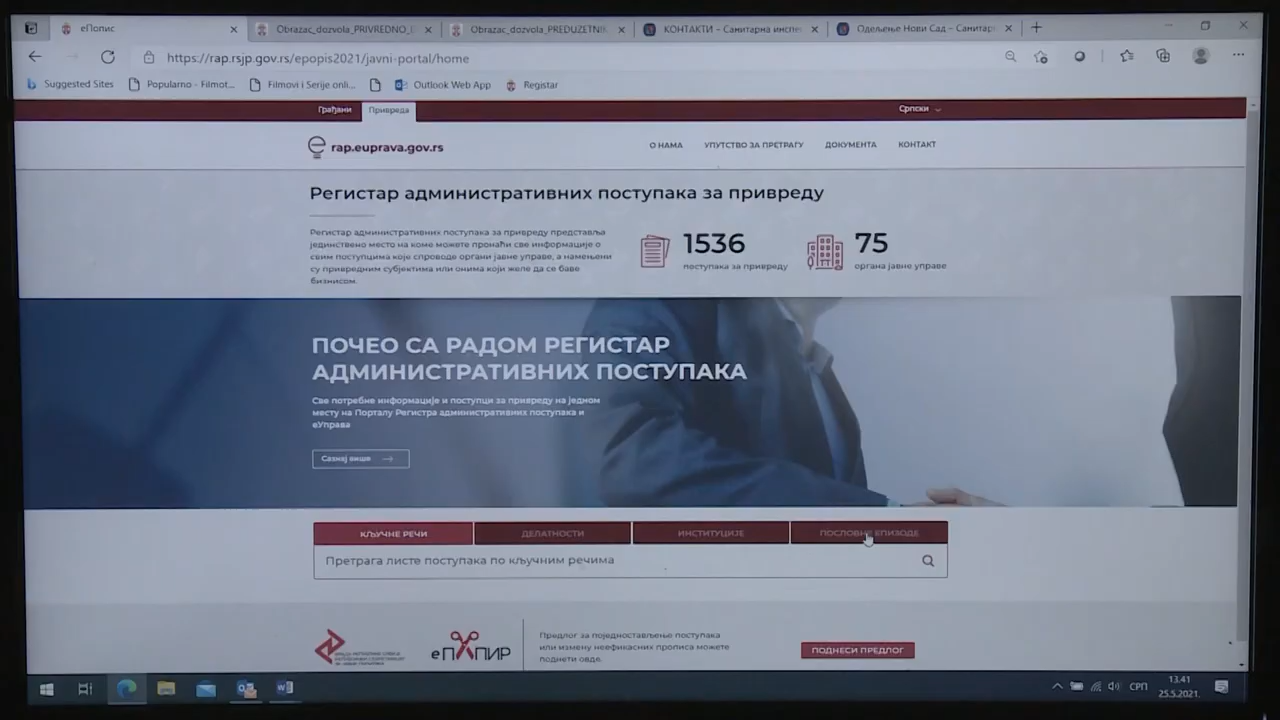 еПопис
Obrazac_dozvola_PRIVREDNO_
Obrazac_dozvola_PREDUZETNI
КОНТАКТИ – Санитарна инспе
Одељење Нови Сад – Санитар
https://rap.rsjp.gov.rs/epopis2021/javni-portal/home
Suggested Sites
Popularno - Filmot...
Filmovi i Serije onli...
Outlook Web App
Registar
Грађани
Привреда
Српски
rap.euprava.gov.rs
О НАМА
УПУТСТВО ЗА ПРЕТРАГУ
ДОКУМЕНТА
КОНТАКТ
Регистар административних поступака за привреду
Регистар административних поступака за привреду представља
јединствено место на коме можете пронаћи све информације о
свим поступцима које спроводе органи јавне управе, а намењени
су привредним субјектима или онима који желе да се баве
бизнисом.
1536
поступака за привреду
75
органа јавне управе
ПОЧЕО СА РАДОМ РЕГИСТАР
АДМИНИСТРАТИВНИХ ПОСТУПАКА
Све потребне информације и поступци за привреду на једном
месту на Порталу Регистра административних поступака и
еУправа
Сазнај више
КЉУЧНЕ РЕЧИ
ДЕЛАТНОСТИ
ИНСТИТУЦИЈЕ
ПОСЛОВНЕ ЕПИЗОДЕ
Претрага листе поступака по кључним речима
еПАПИР
Предлог за поједностављење поступка
или измену неефикасних прописа можете
поднети овде.
ПОДНЕСИ ПРЕДЛОГ
СРП
13.41
25.5.2021.